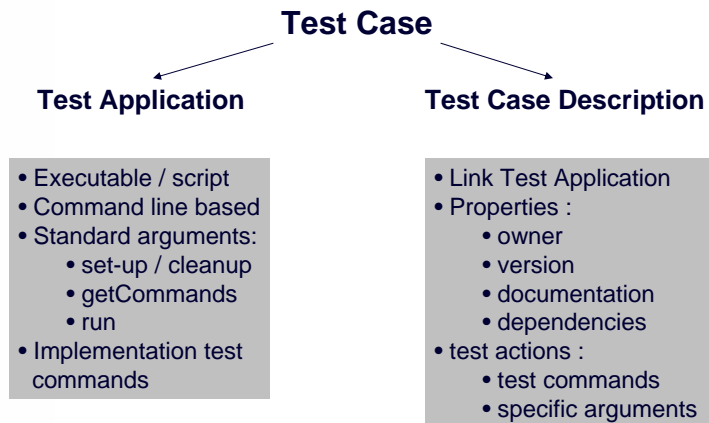 Test Case
Test Application
• Executable / script
• Command line based
• Standard arguments:
• set-up / cleanup
• getCommands
• run
• Implementation test
commands
Test Case Description
• Link Test Application
• Properties :
• owner
• version
• documentation
• dependencies
• test actions :
• test commands
• specific arguments